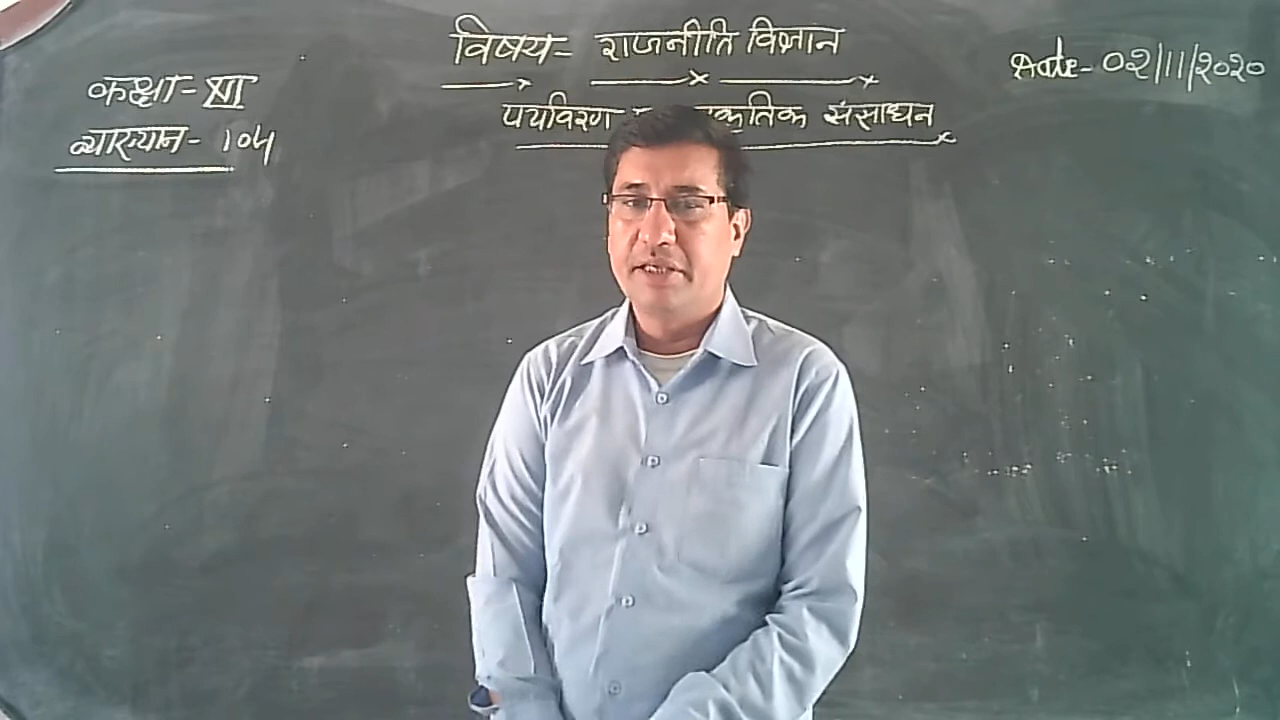 विषय- राजनीति विज्ञान
Date- 02/11/2020
कक्षा- XII
पर्यावरण संसाधन
व्याख्यान- 104